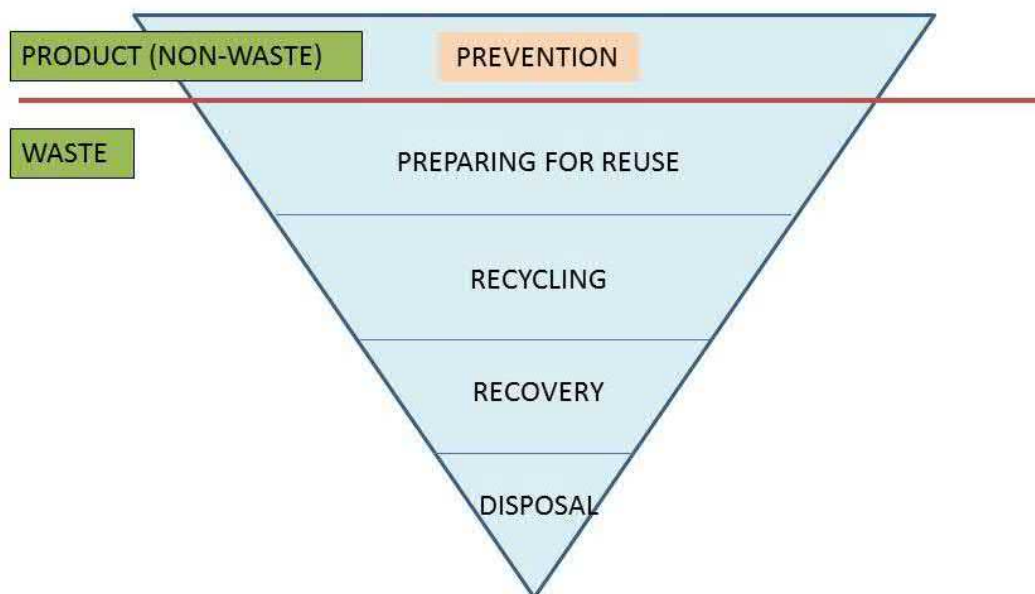 PRODUCT (NON-WASTE)
PREVENTION
WASTE
PREPARING FOR REUSE
RECYCLING
RECOVERY
DISPOSAL